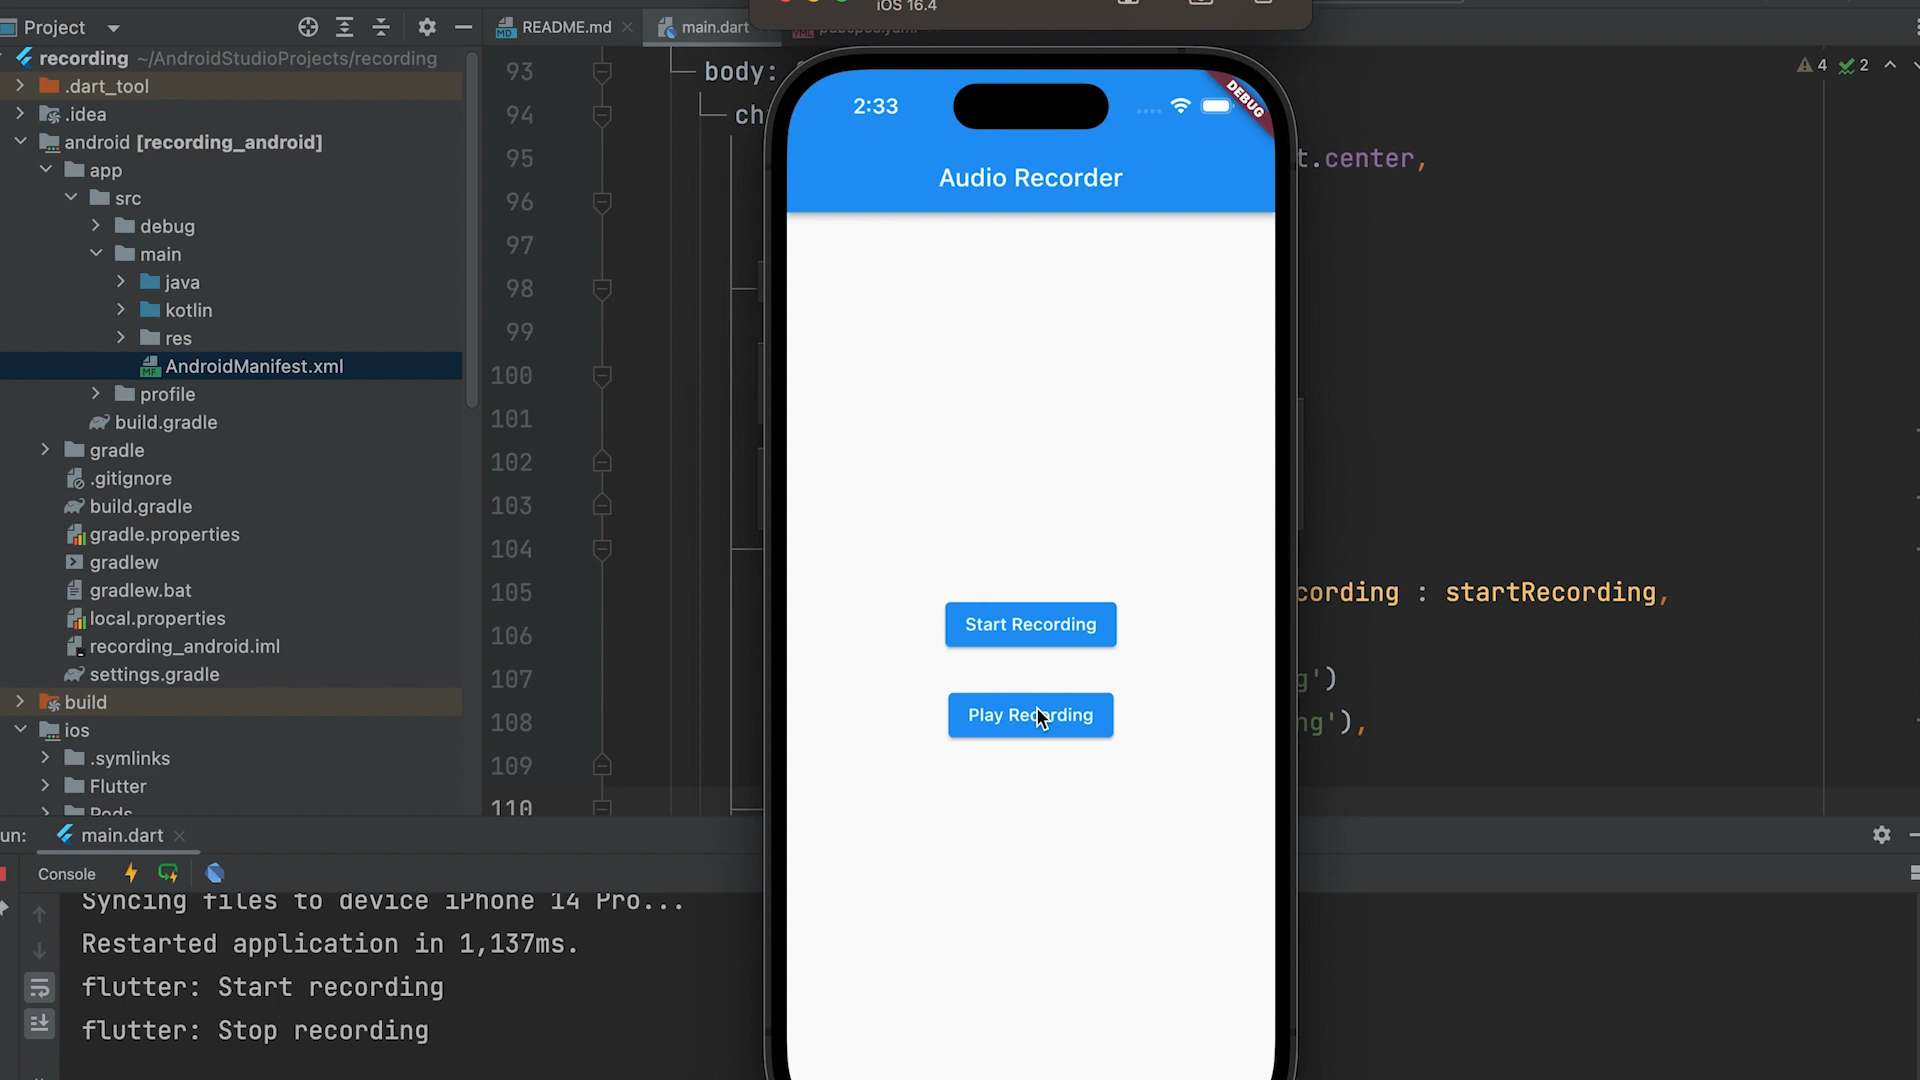 Project
README.md
main.dart
iOS 16.4
recording ~/AndroidStudioProjects/recording
.dart_tool
.idea
android [recording_android]
app
src
debug
main
java
kotlin
res
AndroidManifest.xml
profile
build.gradle
gradle
.gitignore
build.gradle
gradle.properties
gradlew
gradlew.bat
local.properties
recording_android.iml
settings.gradle
build
ios
.symlinks
Flutter
Pods
93 body:
94 ch
95 t.center,
96
97
98
99
100
101
102
103
104
105 cording : startRecording,
106
107 g')
108 ng'),
109
110
4 2
2:33
DEBUG
Audio Recorder
Start Recording
Play Recording
un: main.dart
Console
Syncing files to device iPhone 14 Pro...
Restarted application in 1,137ms.
flutter: Start recording
flutter: Stop recording